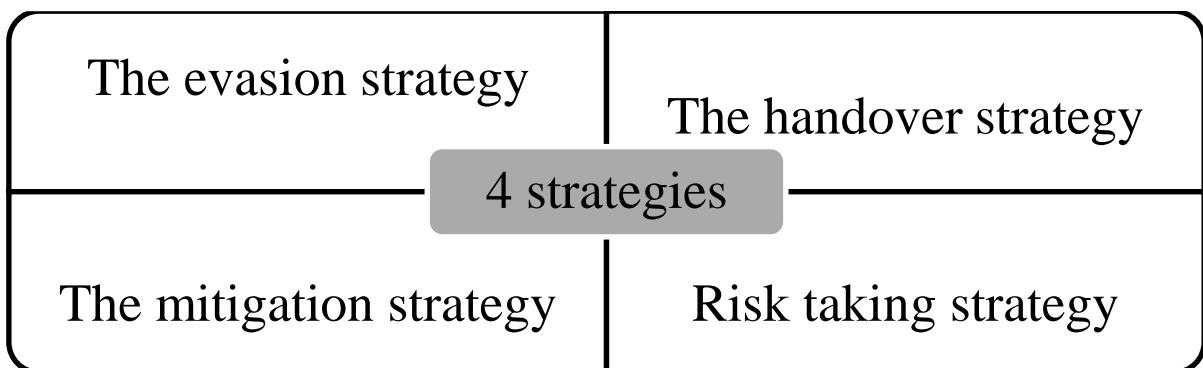 The evasion strategy
The handover strategy
4 strategies
The mitigation strategy
Risk taking strategy